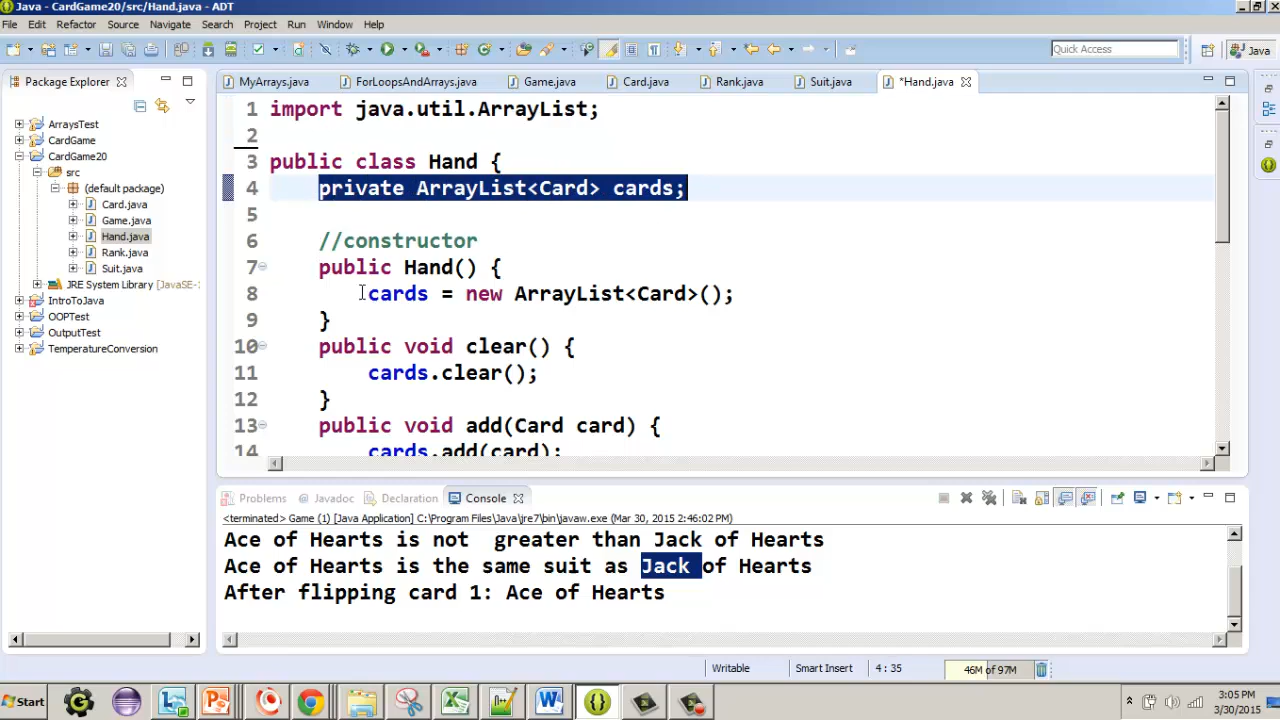 Java - CardGame20/src/Hand.java - ADT
File Edit Refactor Source Navigate Search Project Run Window Help
Quick Access
Java
Package Explorer
MyArrays.java ForLoopsAndArrays.java Game.java Card.java Rank.java Suit.java *Hand.java
ArraysTest
CardGame
CardGame20
src
(default package)
Card.java
Game.java
Hand.java
Rank.java
Suit.java
JRE System Library [JavaSE-
IntroToJava
OOPTest
OutputTest
TemperatureConversion
1 import java.util.ArrayList;
2
3 public class Hand {
4 private ArrayList<Card> cards;
5
6 //constructor
7 public Hand() {
8 cards = new ArrayList<Card>();
9 }
10 public void clear() {
11 cards.clear();
12 }
13 public void add(Card card) {
14 cards.add(card);
Problems Javadoc Declaration Console
<terminated> Game (1) [Java Application] C:\Program Files\Java\jre7\bin\javaw.exe (Mar 30, 2015 2:46:02 PM)
Ace of Hearts is not  greater than Jack of Hearts
Ace of Hearts is the same suit as Jack of Hearts
After flipping card 1: Ace of Hearts
Writable Smart Insert 4 : 35 46M of 97M
Start
3:05 PM
3/30/2015